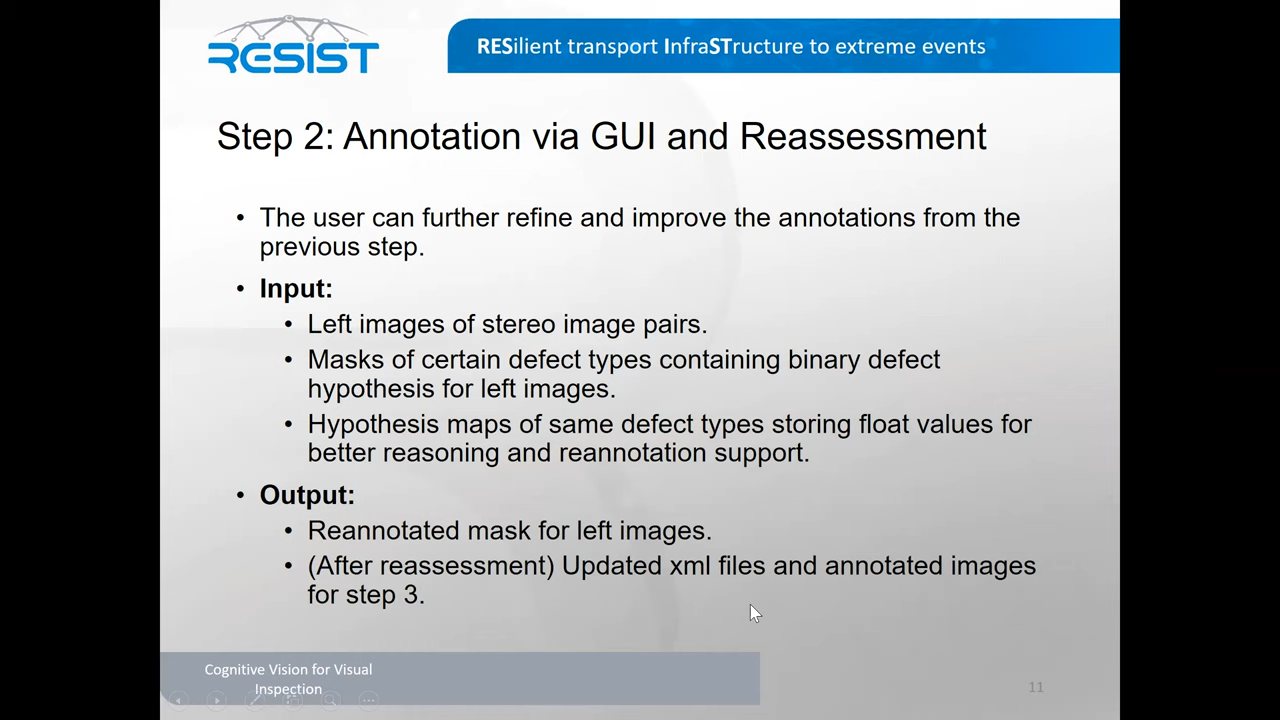 RESIST
RESilient transport InfraSTructure to extreme events
Step 2: Annotation via GUI and Reassessment
• The user can further refine and improve the annotations from the
previous step.
• Input:
• Left images of stereo image pairs.
• Masks of certain defect types containing binary defect
hypothesis for left images.
• Hypothesis maps of same defect types storing float values for
better reasoning and reannotation support.
• Output:
• Reannotated mask for left images.
• (After reassessment) Updated xml files and annotated images
for step 3.
Cognitive Vision for Visual
Inspection
11